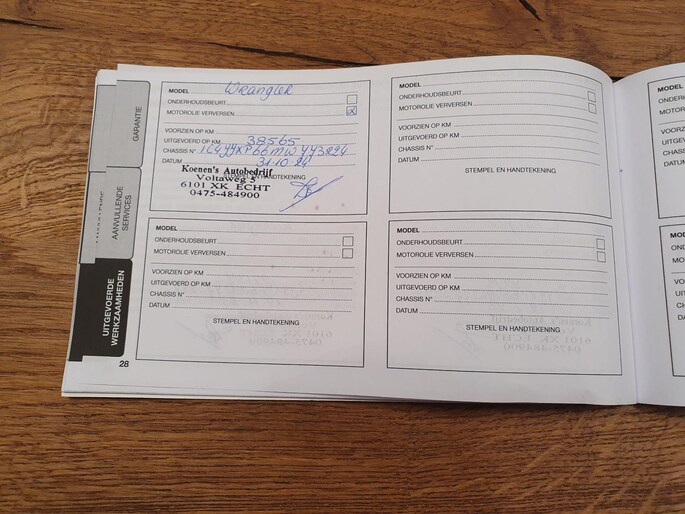 GARANTIE
AANVULLENDE SERVICES
UITGEVOERDE WERKZAAMHEDEN
28
MODEL Wrangler
ONDERHOUDSBEURT
MOTOROLIE VERVERSEN
VOORZIEN OP KM
UITGEVOERD OP KM 38565
CHASSIS N°
DATUM 31-10-24
STEMPEL EN HANDTEKENING
Koenen's Autobedrijf
Voltaweg 5
6101 XK ECHT
0475-484900
MODEL
ONDERHOUDSBEURT
MOTOROLIE VERVERSEN
VOORZIEN OP KM
UITGEVOERD OP KM
CHASSIS N°
DATUM
STEMPEL EN HANDTEKENING
MODEL
ONDERHOUDSBEURT
MOTOROLIE VERVERSEN
VOORZIEN OP KM
UITGEVOERD OP KM
CHASSIS N°
DATUM
STEMPEL EN HANDTEKENING
MODEL
ONDERHOUDSBEURT
MOTOROLIE VERVERSEN
VOORZIEN OP KM
UITGEVOERD OP KM
CHASSIS N°
DATUM
STEMPEL EN HANDTEKENING
MODEL
DATUM
MODEL
DATUM